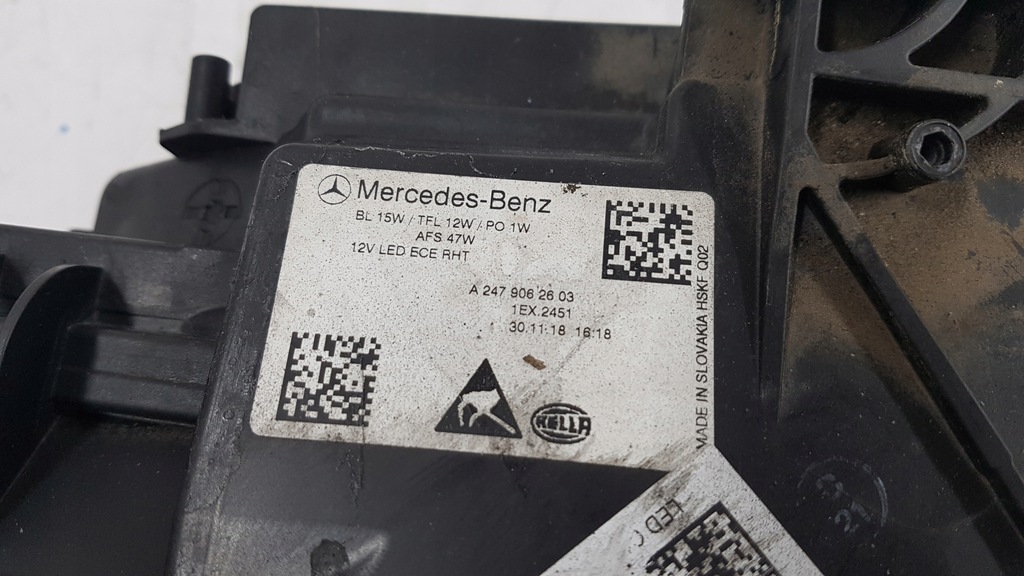 Mercedes-Benz
BL 15W / TFL 12W / PO 1W
AFS 47W
12V LED ECE RHT
A 247 906 26 03
1EX.2451
30.11.18 16:18
MADE IN SLOVAKIA HSKF Q02
HELLA
LED